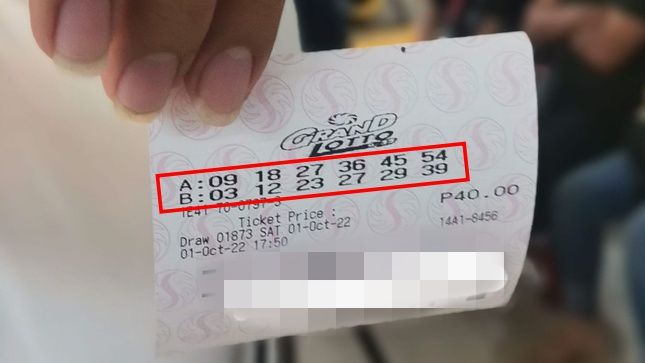 GRAND
LOTTO
A:09 18 27 36 45 54
B:03 12 23 27 29 39
Ticket Price : P40.00
Draw 01873 SAT 01-Oct-22 14A1-8456
01-Oct-22 17:50